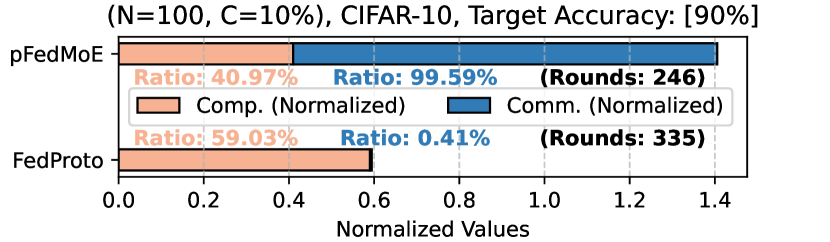 (N=100, C=10%), CIFAR-10, Target Accuracy: [90%]
pFedMoE
Ratio: 40.97% Ratio: 99.59% (Rounds: 246)
Comp. (Normalized) Comm. (Normalized)
Ratio: 59.03% Ratio: 0.41% (Rounds: 335)
FedProto
0.0 0.2 0.4 0.6 0.8 1.0 1.2 1.4
Normalized Values